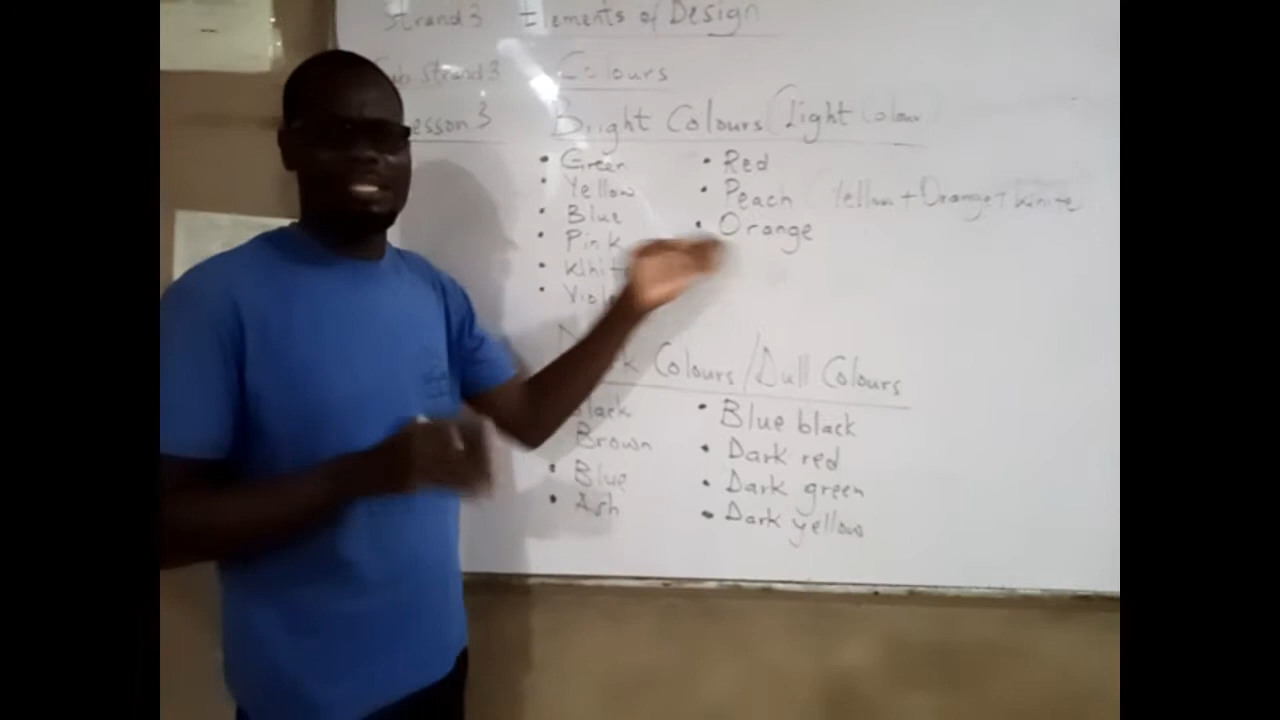 Strand 3 Elements of Design
Sub Strand 3 Colours
Lesson 3 Bright Colours (Light Colour)
• Green
• Yellow
• Blue
• Pink
• White
• Violet
• Red
• Peach Yellow + Orange + White
• Orange
Dark Colours / Dull Colours
Black
Brown
• Blue
• Ash
• Blue black
• Dark red
• Dark green
• Dark yellow